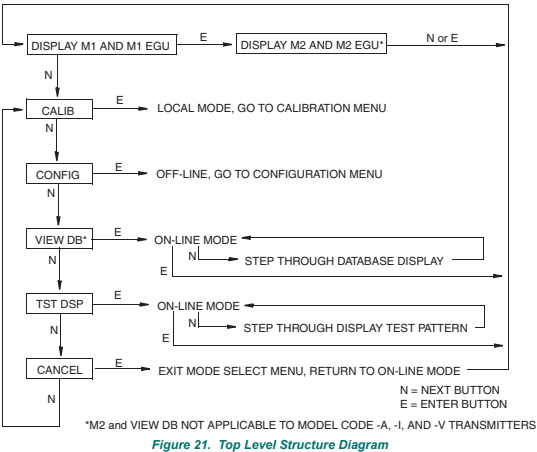 DISPLAY M1 AND M1 EGU
E
DISPLAY M2 AND M2 EGU*
N or E
N
CALIB
E
LOCAL MODE, GO TO CALIBRATION MENU
N
CONFIG
E
OFF-LINE, GO TO CONFIGURATION MENU
N
VIEW DB*
E
ON-LINE MODE
N
N
STEP THROUGH DATABASE DISPLAY
E
TST DSP
E
ON-LINE MODE
N
N
STEP THROUGH DISPLAY TEST PATTERN
E
CANCEL
E
EXIT MODE SELECT MENU, RETURN TO ON-LINE MODE
N
N = NEXT BUTTON
E = ENTER BUTTON
*M2 and VIEW DB NOT APPLICABLE TO MODEL CODE -A, -I, AND -V TRANSMITTERS
Figure 21. Top Level Structure Diagram